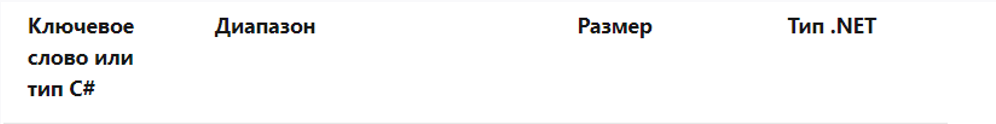 Ключевое слово или тип C#
Диапазон
Размер
Тип .NET